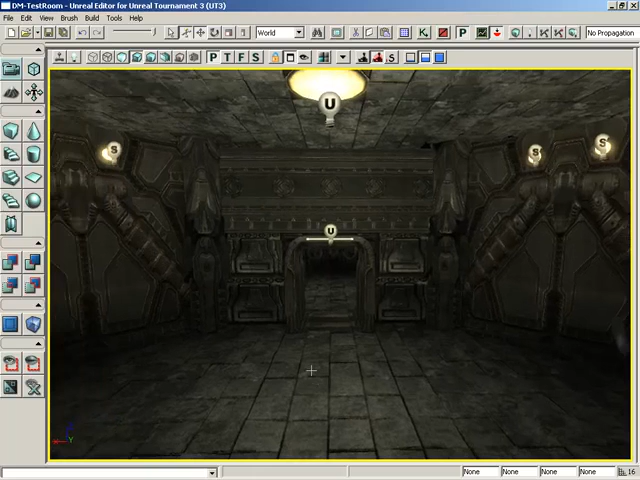 DM-TestRoom - Unreal Editor for Unreal Tournament 3 (UT3)
File Edit View Brush Build Tools Help
World K P No Propagation
P T F S S
U
S S S
U
Y
None None None None 16